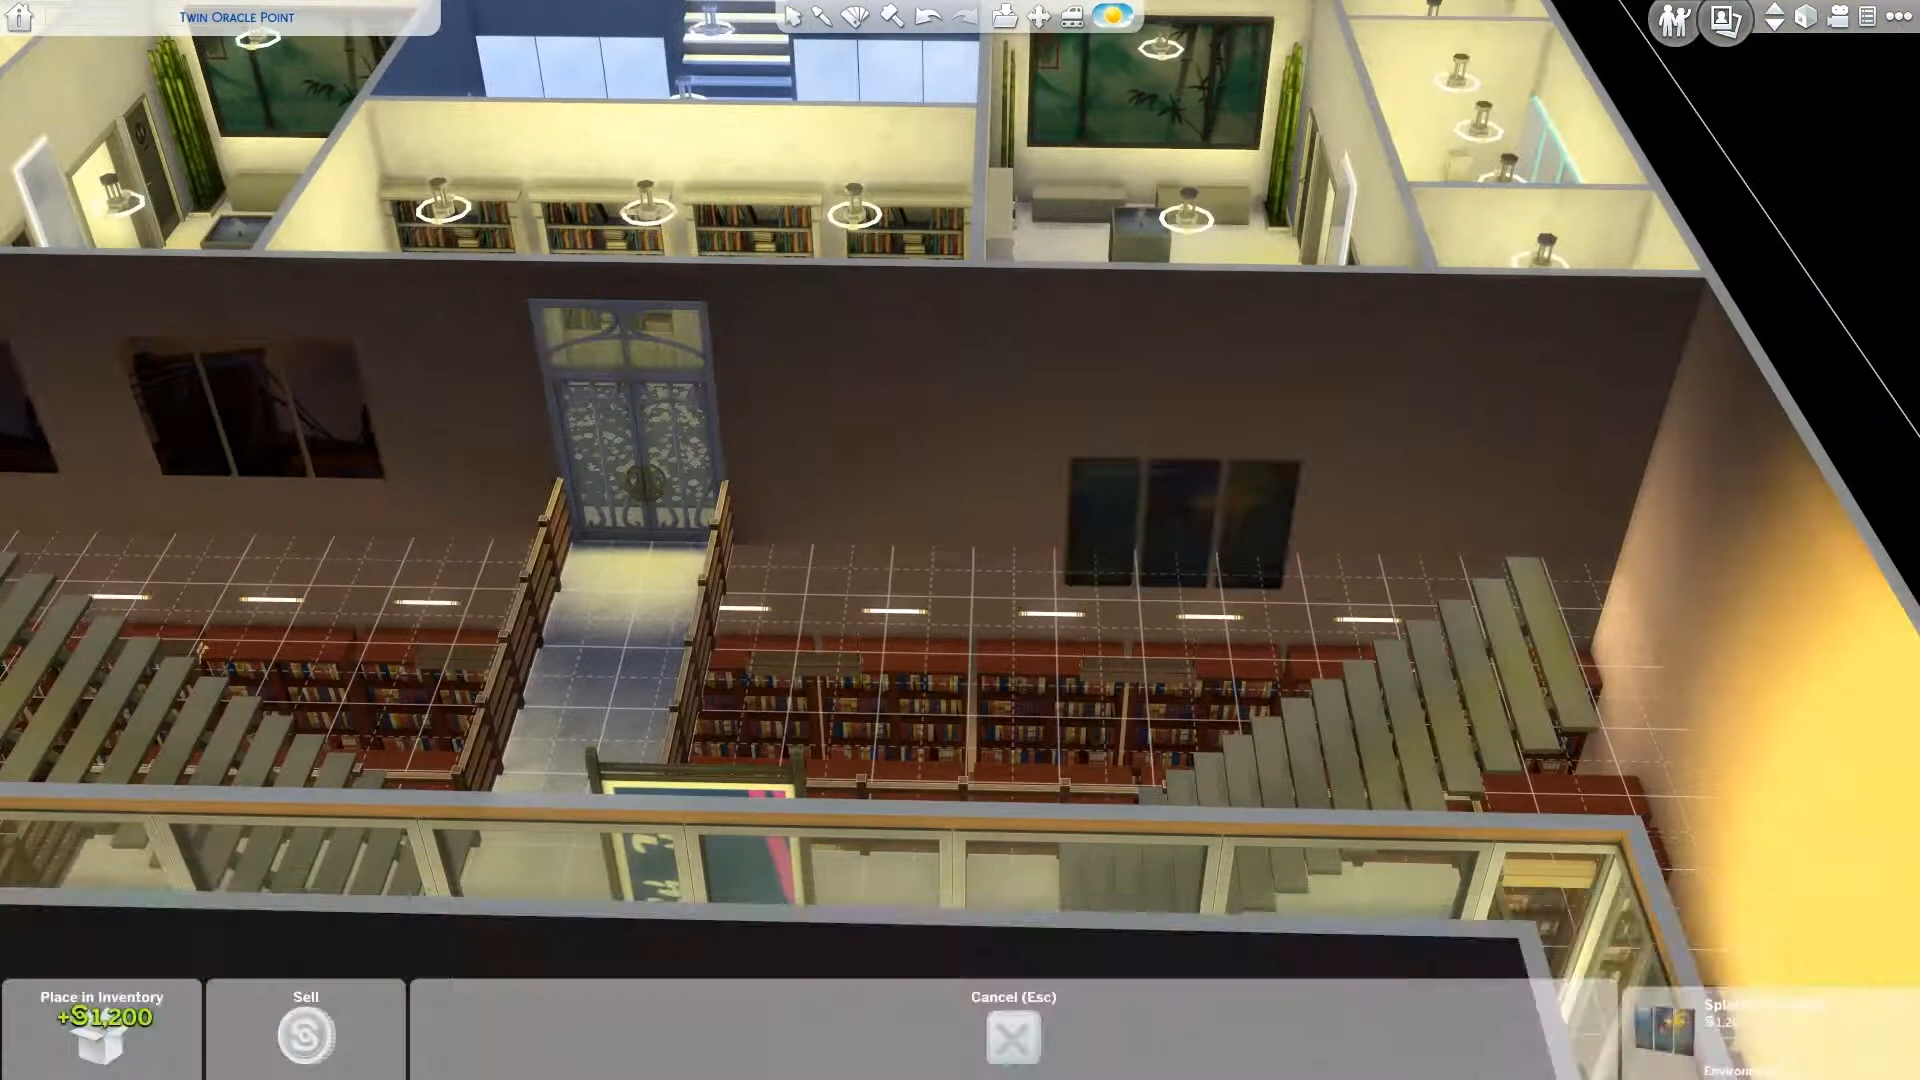 TWIN ORACLE POINT
Place in Inventory
+§1,200
Sell
Cancel (Esc)